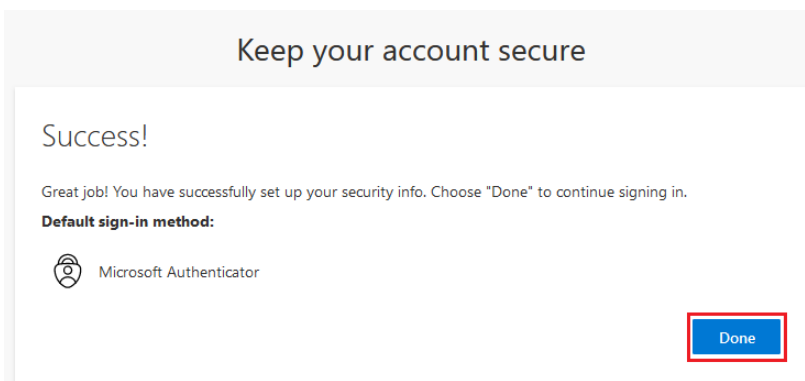 Keep your account secure
Success!
Great job! You have successfully set up your security info. Choose "Done" to continue signing in.
Default sign-in method:
Microsoft Authenticator
Done